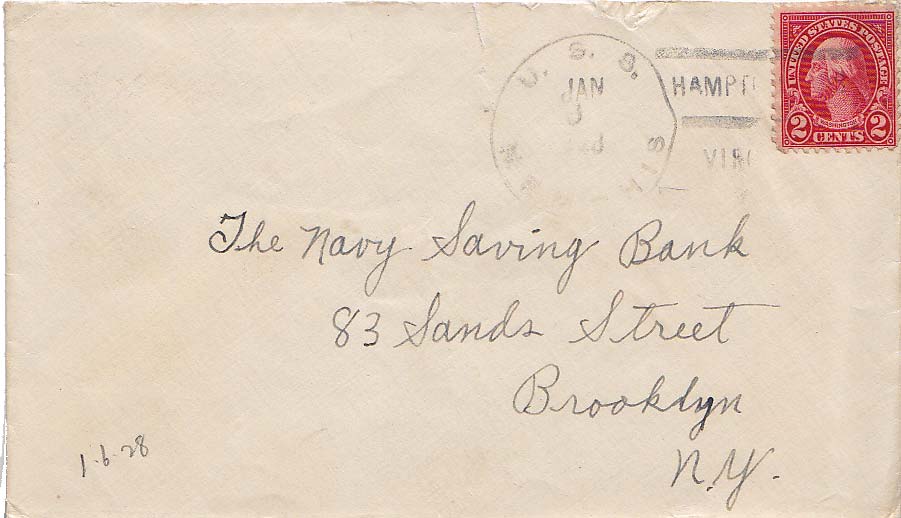 U. S. S.
JAN
HAMPT
VIR
UNITED STATES POSTAGE
WASHINGTON
2 CENTS 2
The Navy Saving Bank
83 Sands Street
Brooklyn
N.Y.
1-6-28